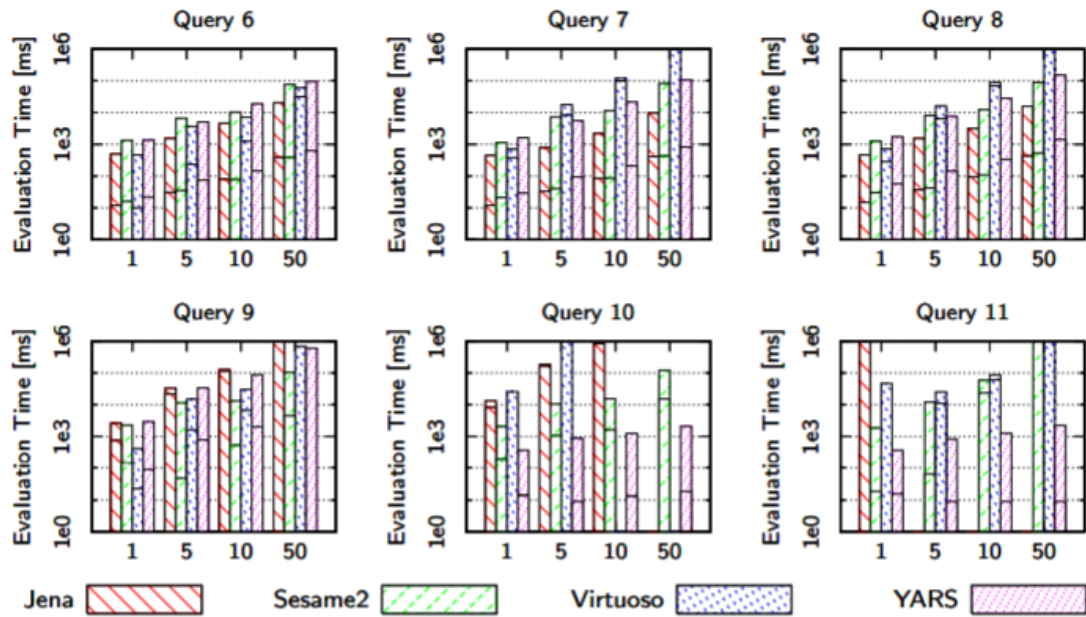 Query 6
Query 7
Query 8
Evaluation Time [ms]
1e6
1e3
1e0
1 5 10 50
Evaluation Time [ms]
1e6
1e3
1e0
1 5 10 50
Evaluation Time [ms]
1e6
1e3
1e0
1 5 10 50
Query 9
Query 10
Query 11
Evaluation Time [ms]
1e6
1e3
1e0
1 5 10 50
Evaluation Time [ms]
1e6
1e3
1e0
1 5 10 50
Evaluation Time [ms]
1e6
1e3
1e0
1 5 10 50
Jena Sesame2 Virtuoso YARS